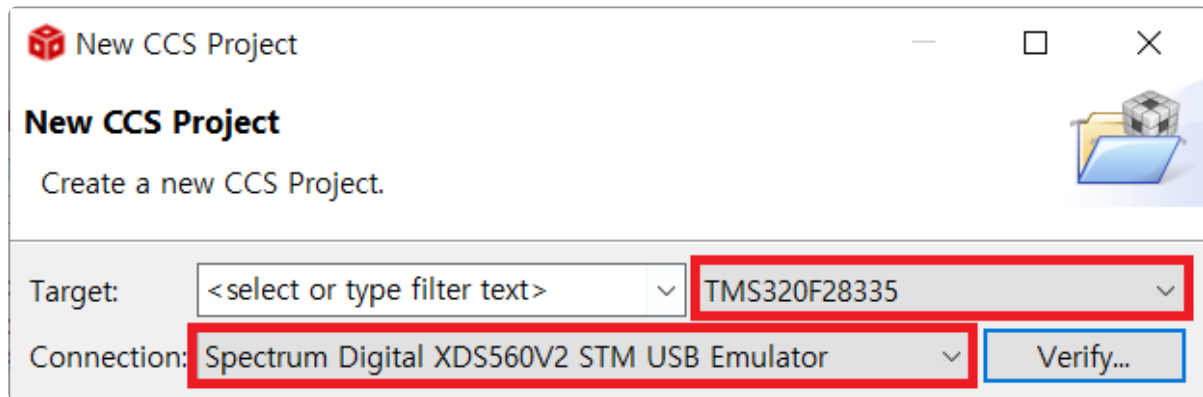 New CCS Project
New CCS Project
Create a new CCS Project.
Target: <select or type filter text> TMS320F28335
Connection: Spectrum Digital XDS560V2 STM USB Emulator Verify...